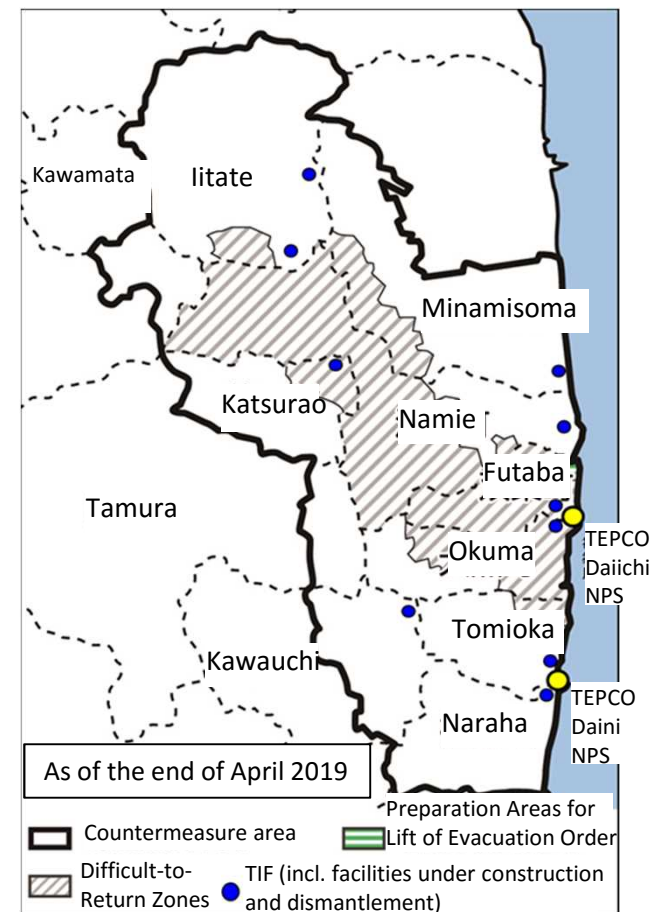 Kawamata
Iitate
Minamisoma
Katsurao
Namie
Futaba
Tamura
TEPCO
Daiichi
NPS
Okuma
Tomioka
Kawauchi
TEPCO
Daini
NPS
Naraha
As of the end of April 2019
Countermeasure area
Preparation Areas for
Lift of Evacuation Order
Difficult-to-
Return Zones
TIF (incl. facilities under construction
and dismantlement)